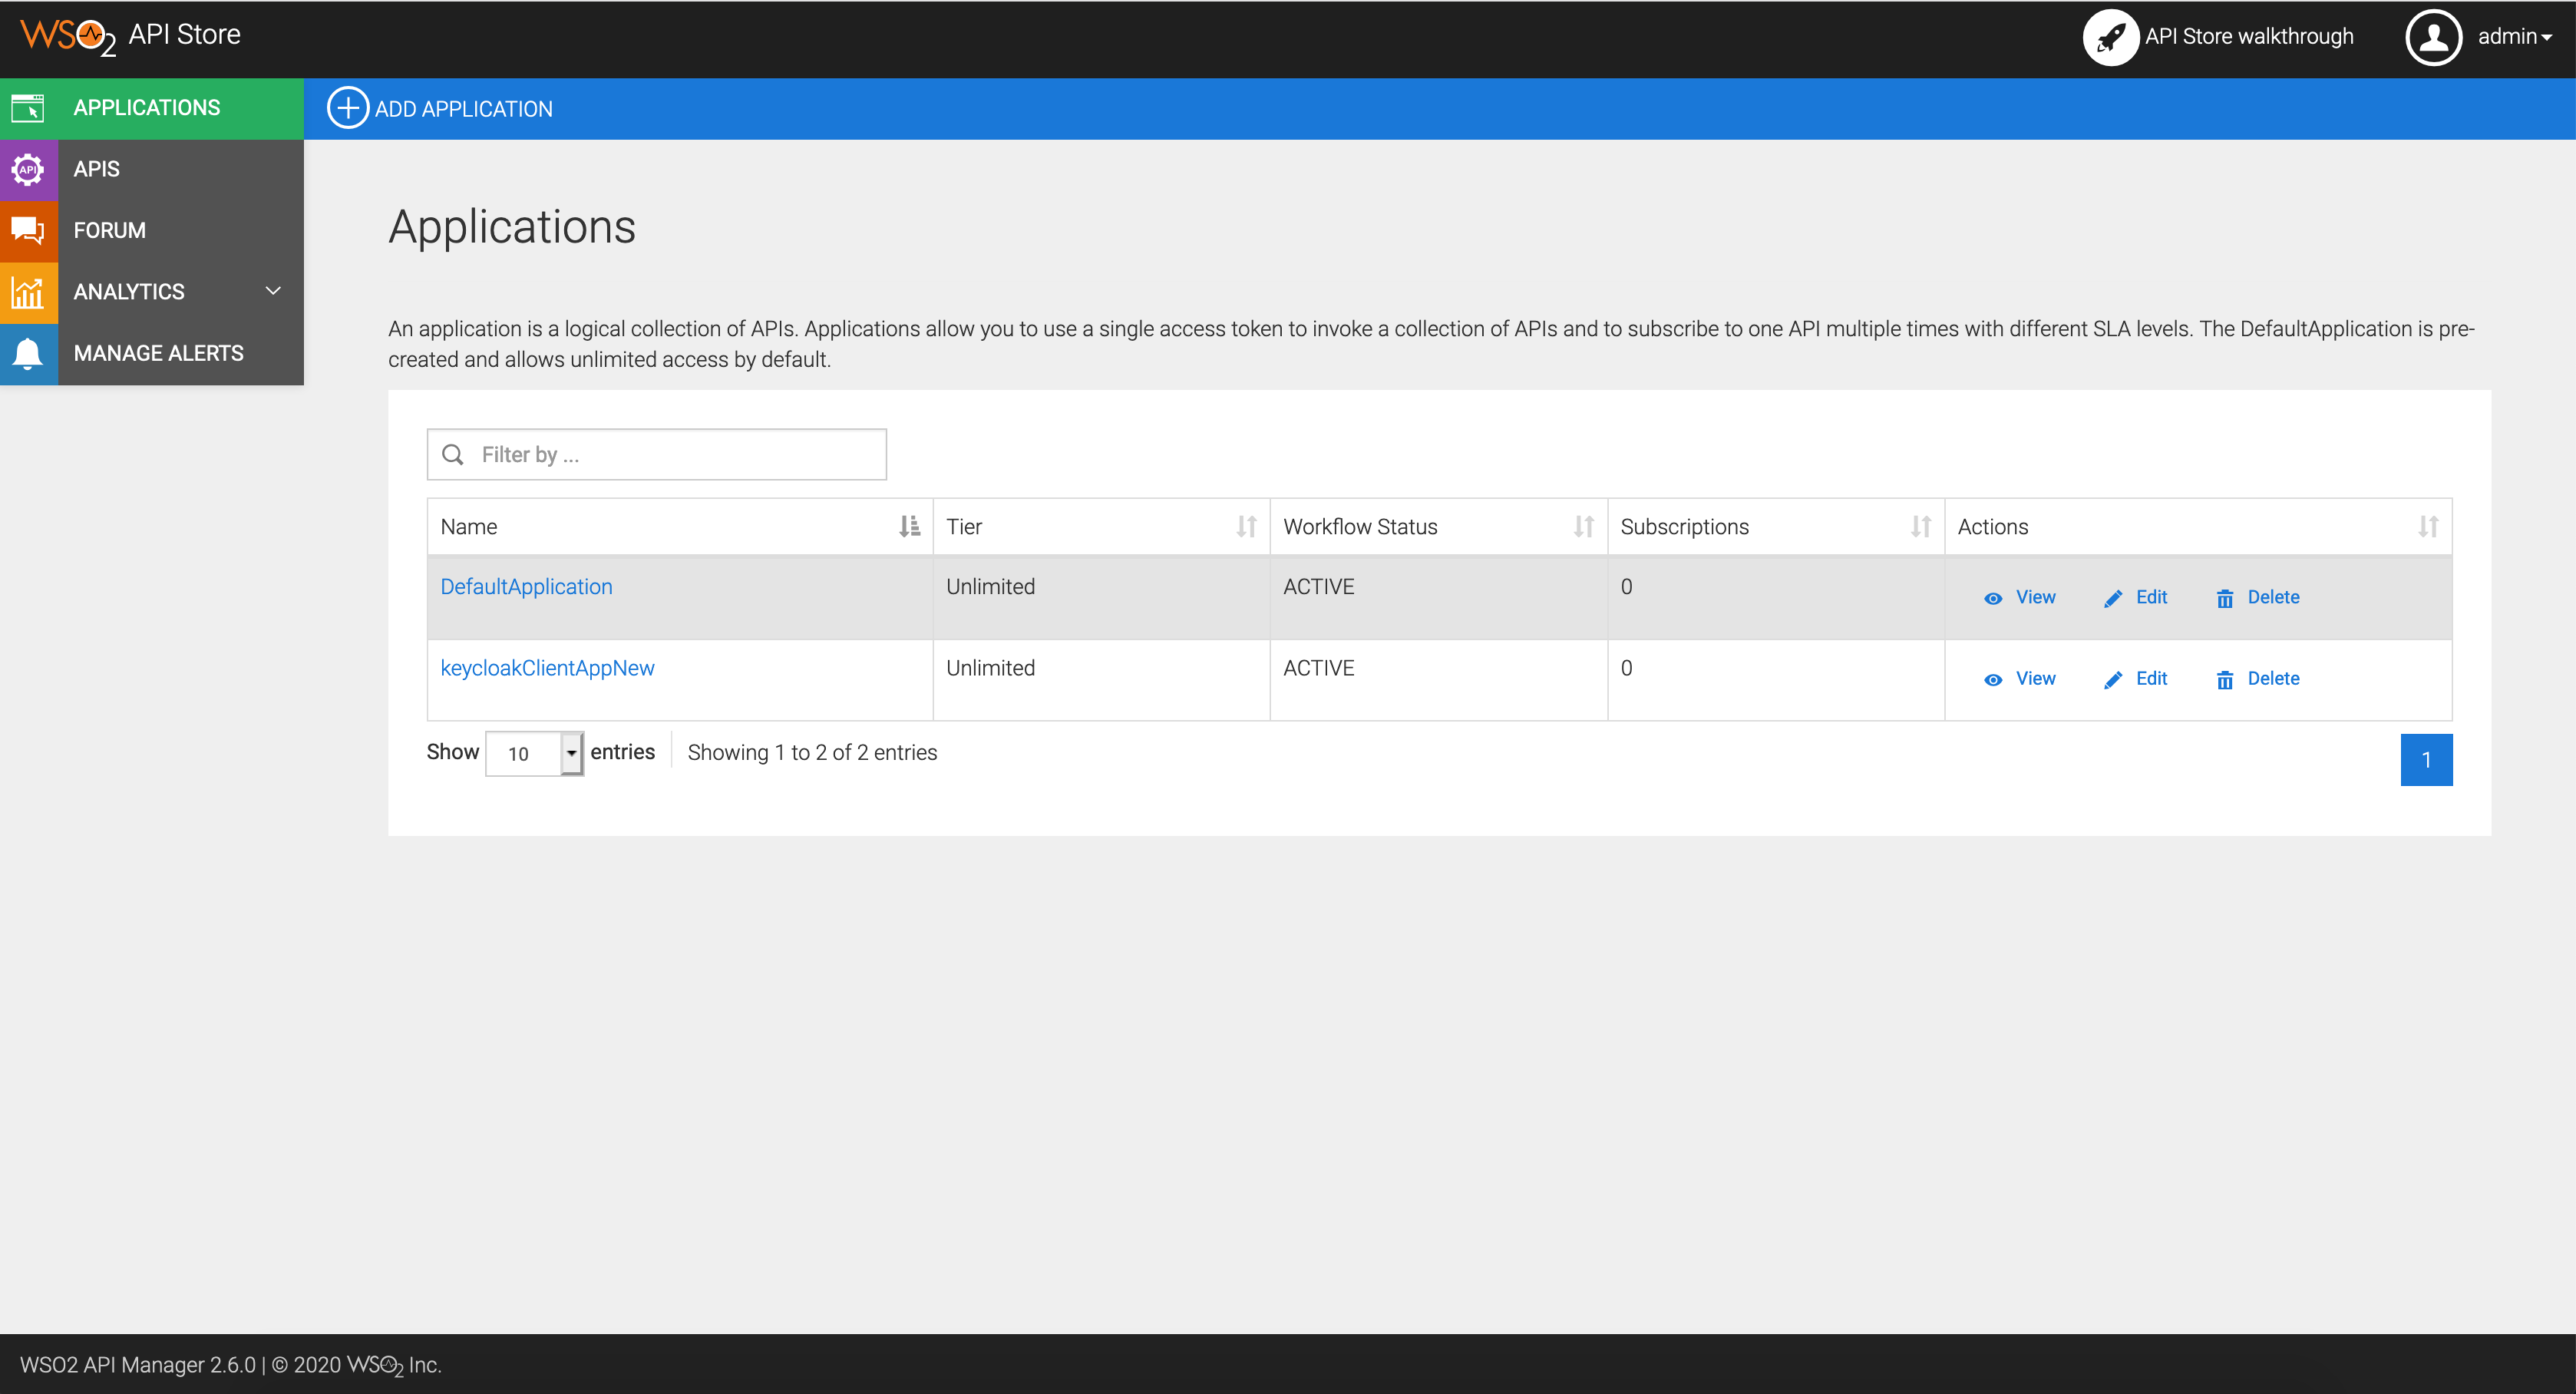 WSO2 API Store
API Store walkthrough
admin
APPLICATIONS
ADD APPLICATION
API
APIS
FORUM
ANALYTICS
MANAGE ALERTS
Applications
An application is a logical collection of APIs. Applications allow you to use a single access token to invoke a collection of APIs and to subscribe to one API multiple times with different SLA levels. The DefaultApplication is pre-
created and allows unlimited access by default.
Filter by ...
Name Tier Workflow Status Subscriptions Actions
DefaultApplication Unlimited ACTIVE 0 View Edit Delete
keycloakClientAppNew Unlimited ACTIVE 0 View Edit Delete
Show 10 entries Showing 1 to 2 of 2 entries
1
WSO2 API Manager 2.6.0 | © 2020 WSO2 Inc.